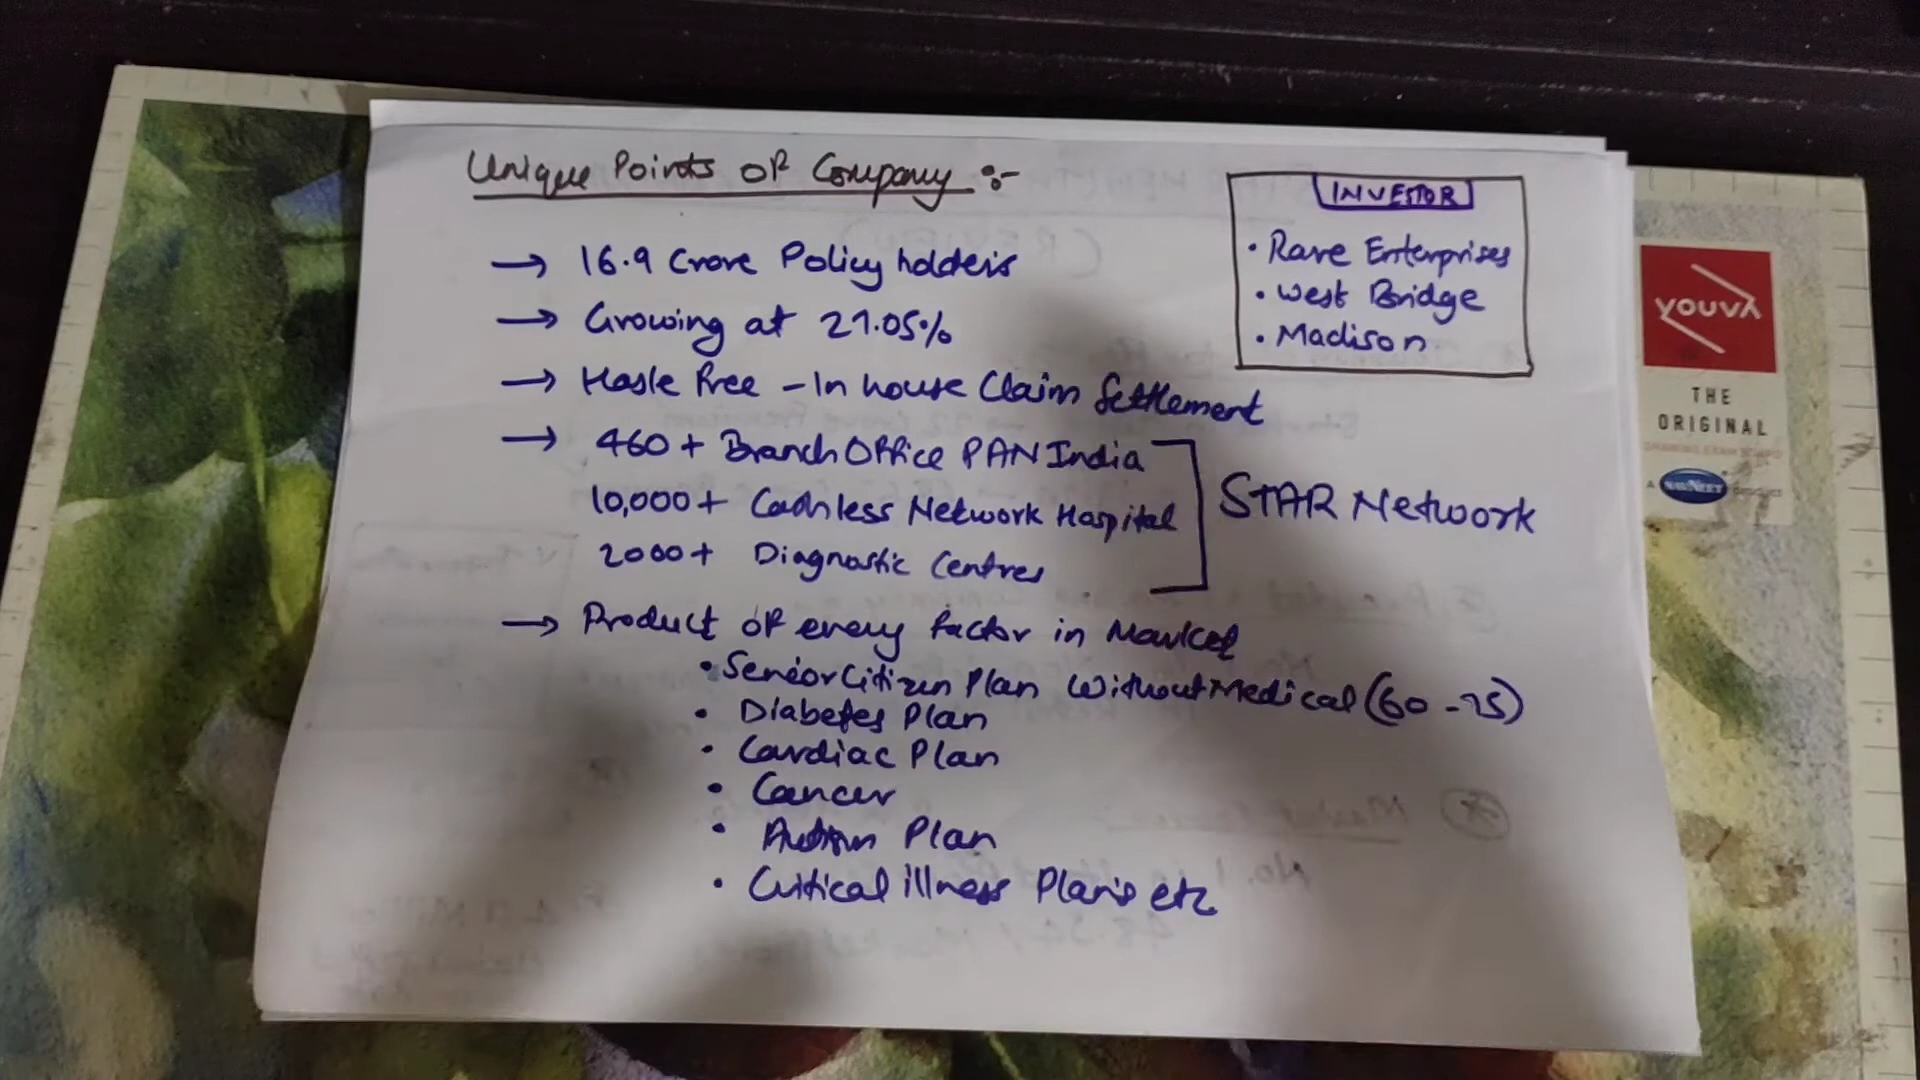 Unique Points of Company :-
→ 16.9 Crore Policy holders
→ Growing at 27.05%
→ Hasle free - In house Claim Settlement
→ 460+ Branch Office PAN India
10,000+ Cashless Network Hospital
2000+ Diagnostic Centres
STAR Network
→ Product of every factor in Market
• Senior Citizen Plan Without Medical (60-75)
• Diabetes Plan
• Cardiac Plan
• Cancer
• Autism Plan
• Critical illness Plans etc
INVESTOR
• Rare Enterprises
• West Bridge
• Madison
YOUVA
THE
ORIGINAL
A NAVNEET